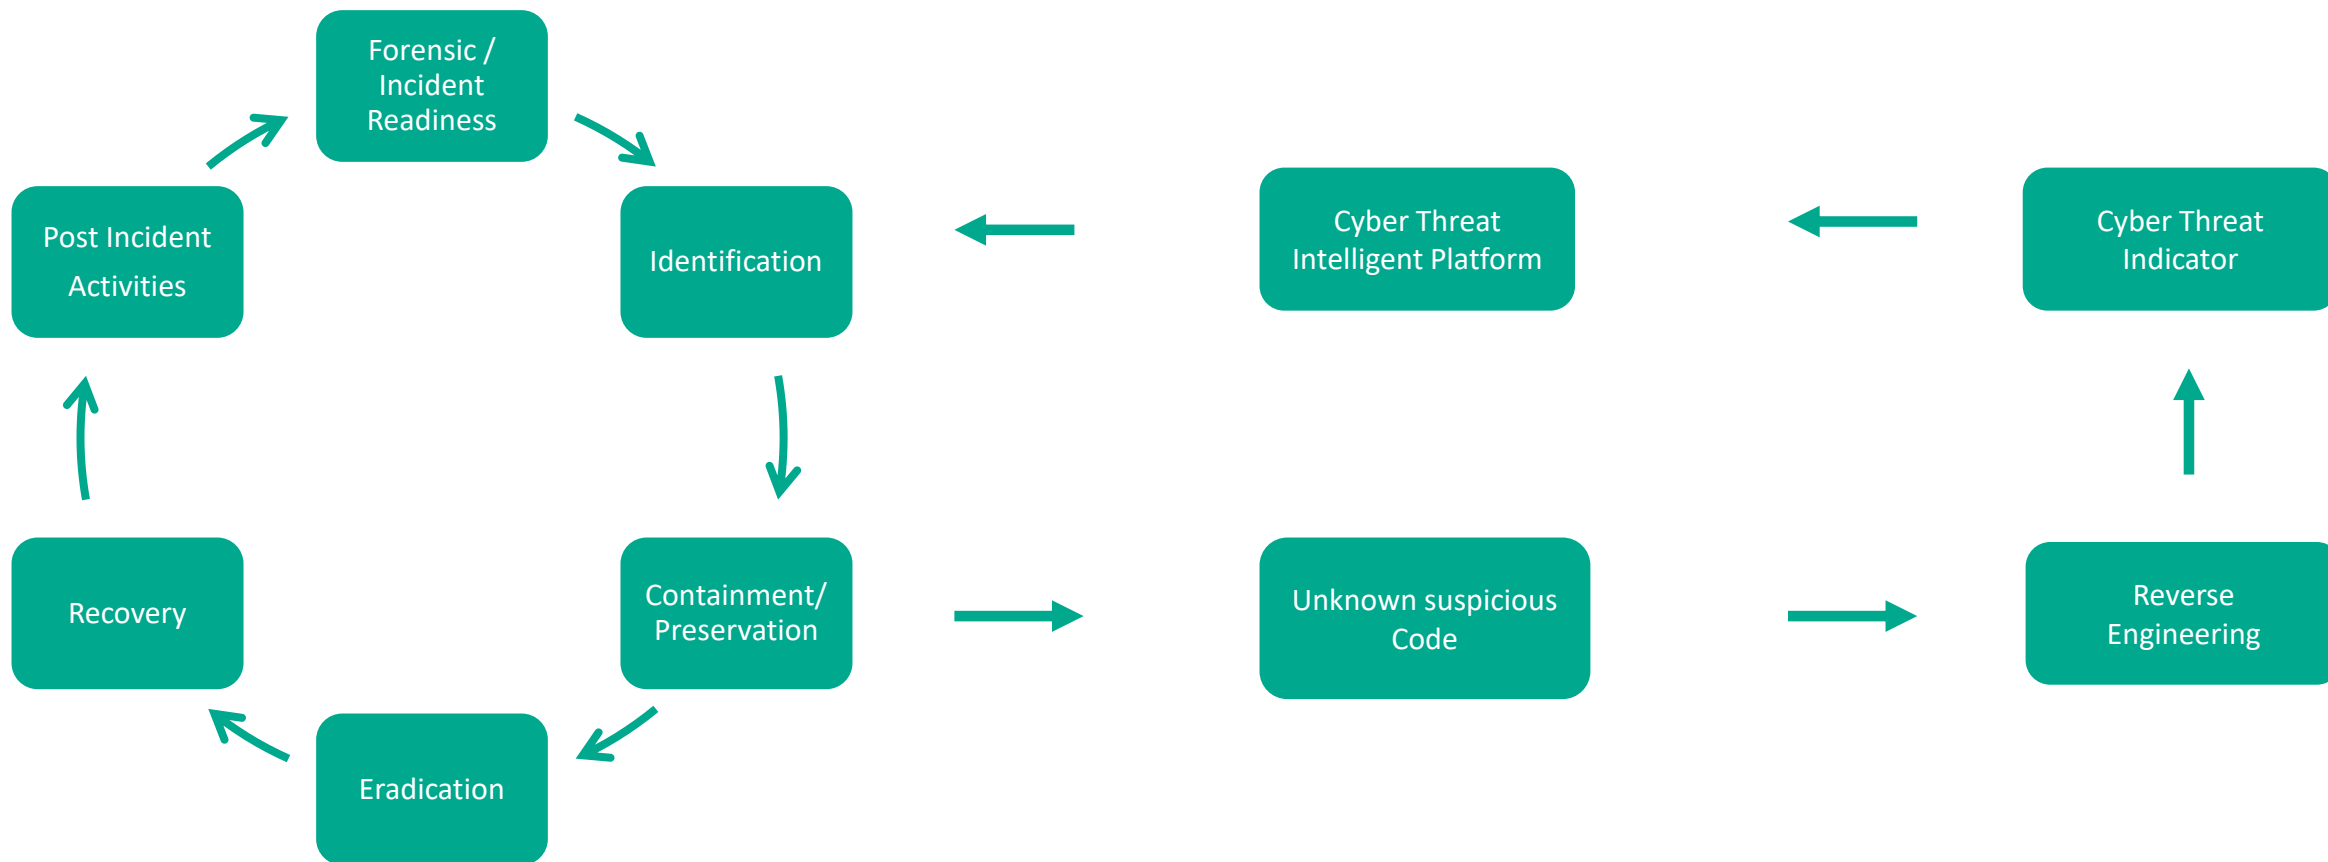 Forensic /
Incident
Readiness
Post Incident
Activities
Identification
Cyber Threat
Intelligent Platform
Cyber Threat
Indicator
Recovery
Containment/
Preservation
Unknown suspicious
Code
Reverse
Engineering
Eradication